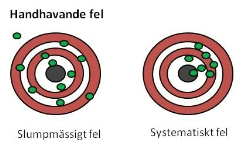 Handhavande fel
Slumpmässigt fel
Systematiskt fel